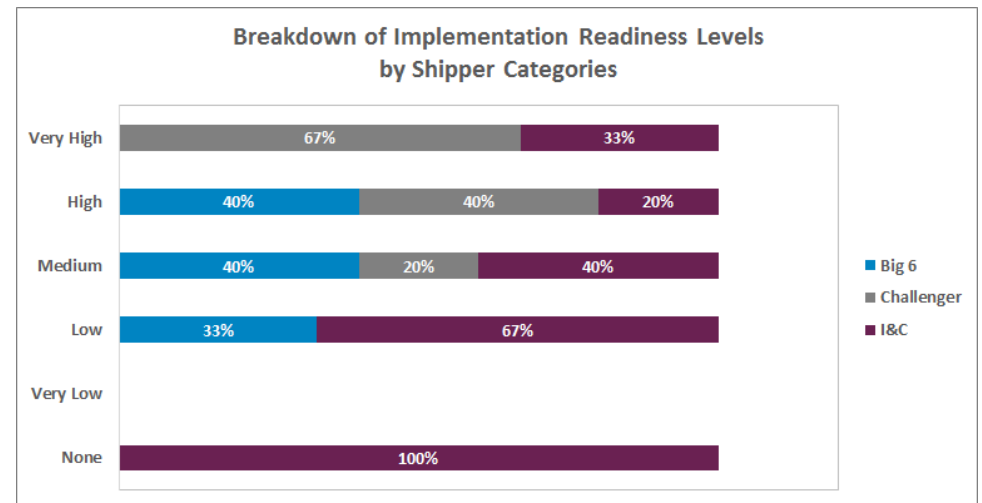 Breakdown of Implementation Readiness Levels
by Shipper Categories
Very High
67%
33%
High
40%
40%
20%
Medium
40%
20%
40%
Low
33%
67%
Very Low
None
100%
Big 6
Challenger
I&C